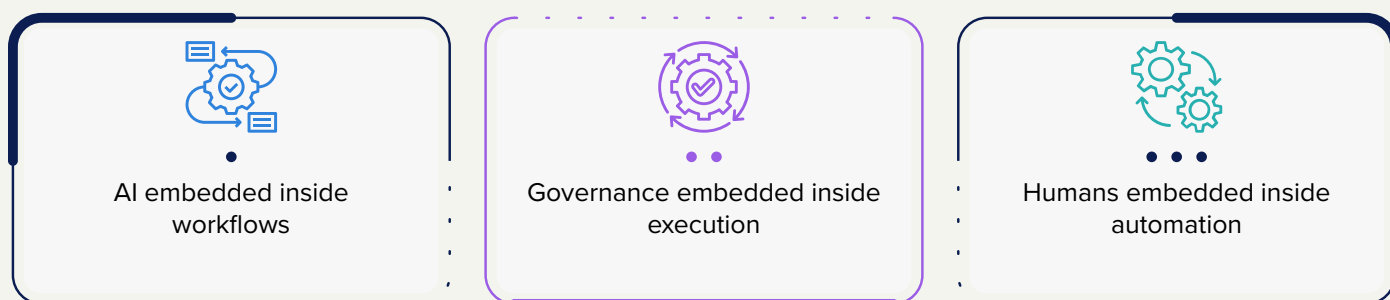 AI embedded inside
workflows
Governance embedded inside
execution
Humans embedded inside
automation